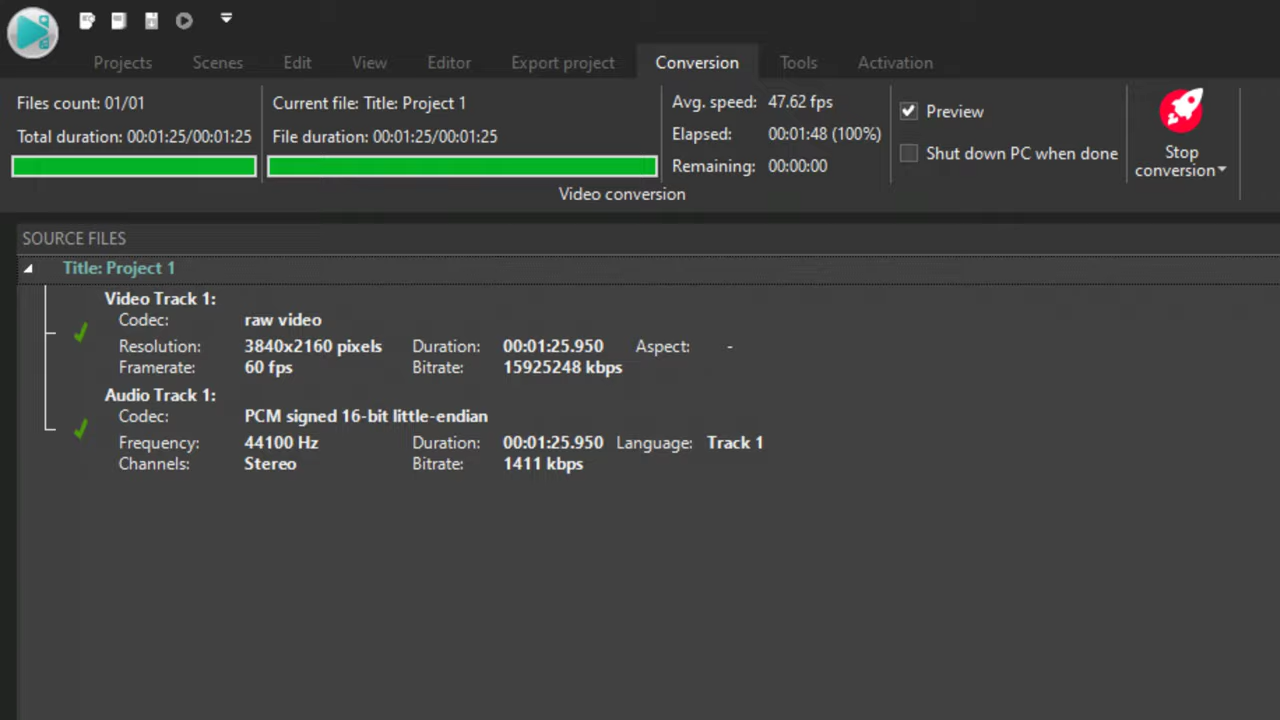 Projects Scenes Edit View Editor Export project Conversion Tools Activation
Files count: 01/01
Total duration: 00:01:25/00:01:25
Current file: Title: Project 1
File duration: 00:01:25/00:01:25
Avg. speed: 47.62 fps
Elapsed: 00:01:48 (100%)
Remaining: 00:00:00
Preview
Shut down PC when done
Stop
conversion
Video conversion
SOURCE FILES
Title: Project 1
Video Track 1:
Codec: raw video
Resolution: 3840x2160 pixels Duration: 00:01:25.950 Aspect: -
Framerate: 60 fps Bitrate: 15925248 kbps
Audio Track 1:
Codec: PCM signed 16-bit little-endian
Frequency: 44100 Hz Duration: 00:01:25.950 Language: Track 1
Channels: Stereo Bitrate: 1411 kbps